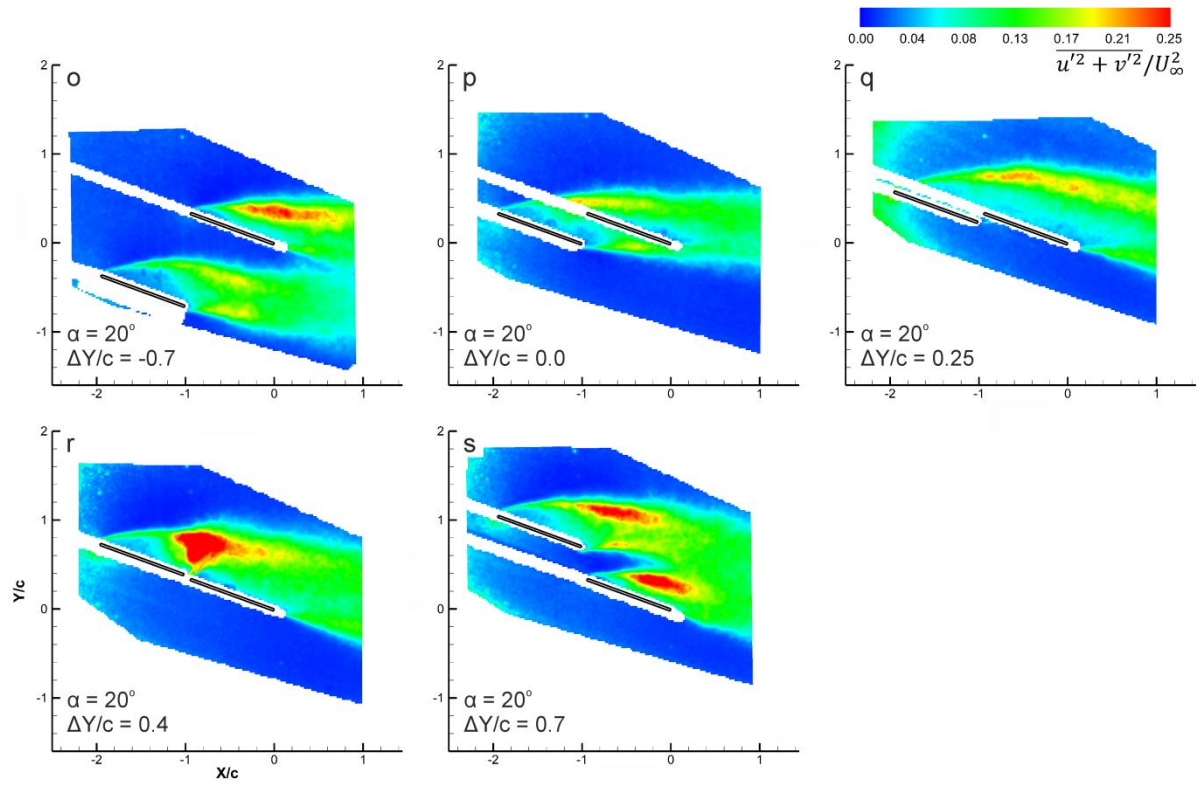 0.00 0.04 0.08 0.13 0.17 0.21 0.25
u′² + v′²/U∞²
o
2
1
0
-1
-2 -1 0 1
α = 20°
ΔY/c = -0.7
p
2
1
0
-1
-2 -1 0 1
α = 20°
ΔY/c = 0.0
q
2
1
0
-1
-2 -1 0 1
α = 20°
ΔY/c = 0.25
r
2
1
0
-1
-2 -1 0 1
Y/c
X/c
α = 20°
ΔY/c = 0.4
s
2
1
0
-1
-2 -1 0 1
α = 20°
ΔY/c = 0.7